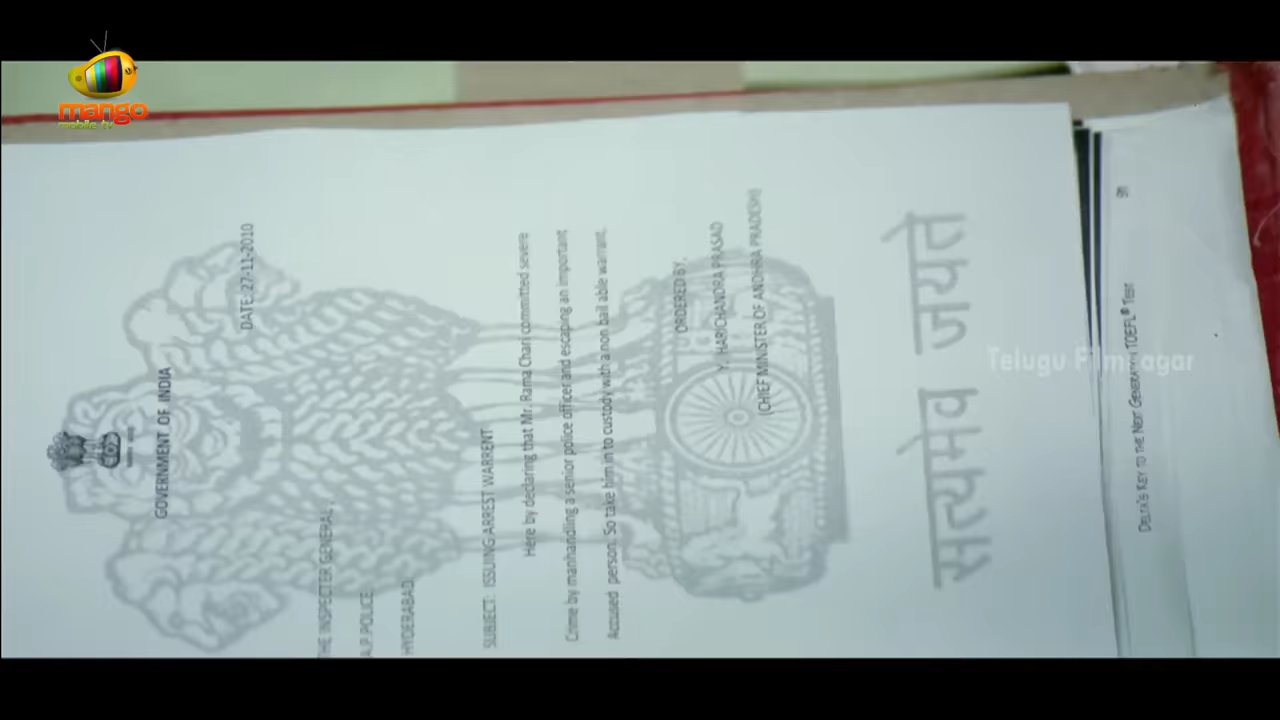 mango
mobile tv
GOVERNMENT OF INDIA
DATE: 27-11-2010
THE INSPECTER GENERAL,
A.P.POLICE
HYDERABAD
SUBJECT: ISSUING ARREST WARRENT
Here by declaring that Mr. Rama Chari committed severe
Crime by manhandling a senior police officer and escaping an important
Accused person. So take him in to custody with a non bail able warrant.
ORDERED BY,
Y. HARICHANDRA PRASAD
(CHIEF MINISTER OF ANDHRA PRADESH)
सत्यमेव जयते
91
DELTA'S KEY TO THE NEXT GENERATION TOEFL® TEST
Telugu Filmnagar